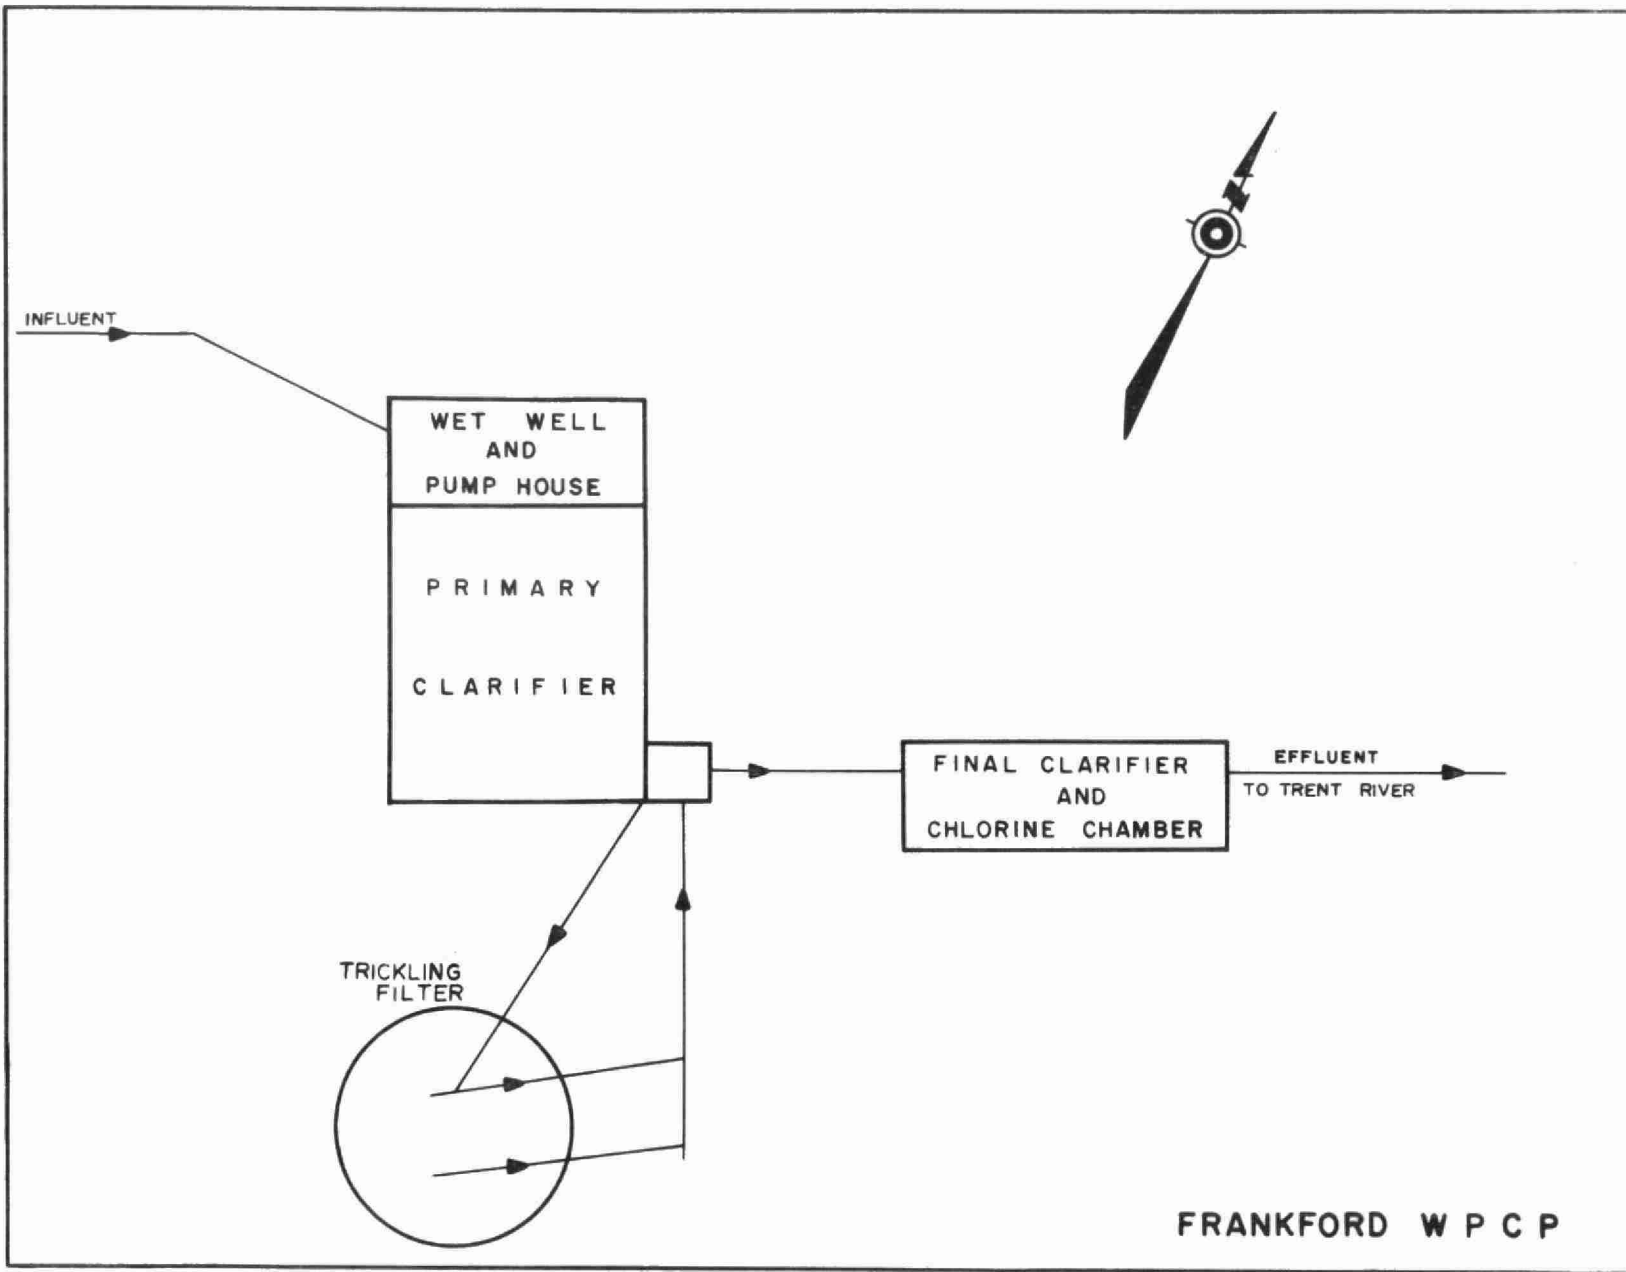 INFLUENT
WET WELL
AND
PUMP HOUSE
PRIMARY
CLARIFIER
FINAL CLARIFIER
AND
CHLORINE CHAMBER
EFFLUENT
TO TRENT RIVER
TRICKLING
FILTER
N
FRANKFORD W P C P